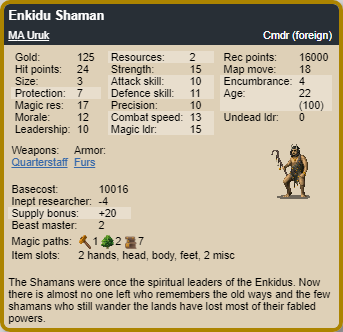 Enkidu Shaman
MA Uruk Cmdr (foreign)
Gold: 125 Resources: 2 Rec points: 16000
Hit points: 24 Strength: 15 Map move: 18
Size: 3 Attack skill: 10 Encumbrance: 4
Protection: 7 Defence skill: 11 Age: 22
Magic res: 17 Precision: 10 (100)
Morale: 12 Combat speed: 13 Undead ldr: 0
Leadership: 10 Magic ldr: 15
Weapons: Armor:
Quarterstaff Furs
Basecost: 10016
Inept researcher: -4
Supply bonus: +20
Beast master: 2
Magic paths: 1 2 7
Item slots: 2 hands, head, body, feet, 2 misc
The Shamans were once the spiritual leaders of the Enkidus. Now
there is almost no one left who remembers the old ways and the few
shamans who still wander the lands have lost most of their fabled
powers.